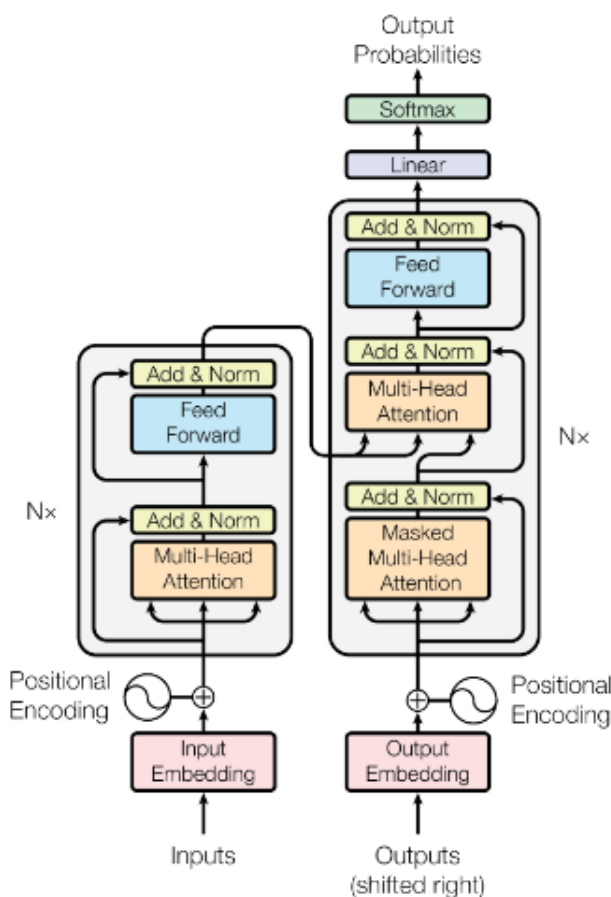 Output
Probabilities
Softmax
Linear
Add & Norm
Feed
Forward
Add & Norm
Multi-Head
Attention
Add & Norm
Masked
Multi-Head
Attention
N×
Add & Norm
Feed
Forward
Add & Norm
Multi-Head
Attention
N×
Positional
Encoding
Positional
Encoding
Input
Embedding
Output
Embedding
Inputs
Outputs
(shifted right)